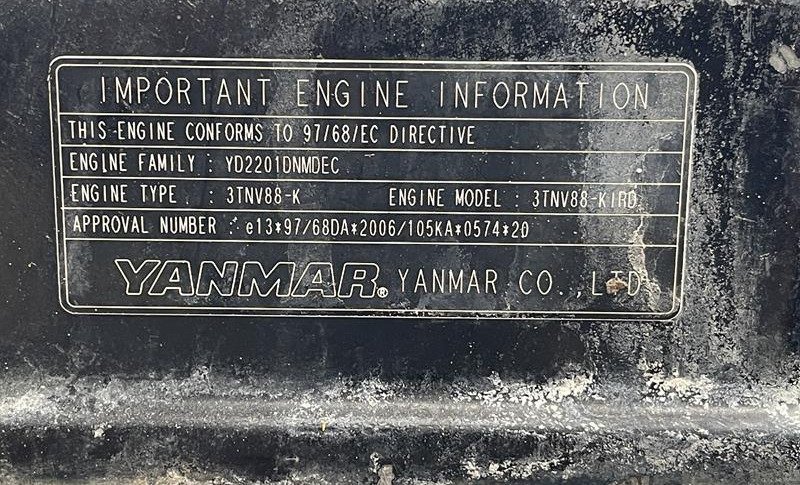 IMPORTANT ENGINE INFORMATION
THIS ENGINE CONFORMS TO 97/68/EC DIRECTIVE
ENGINE FAMILY : YD2201DNMDEC
ENGINE TYPE : 3TNV88-K ENGINE MODEL : 3TNV88-KIRD
APPROVAL NUMBER : e13*97/68DA*2006/105KA*0574*20
YANMAR® YANMAR CO.,LTD